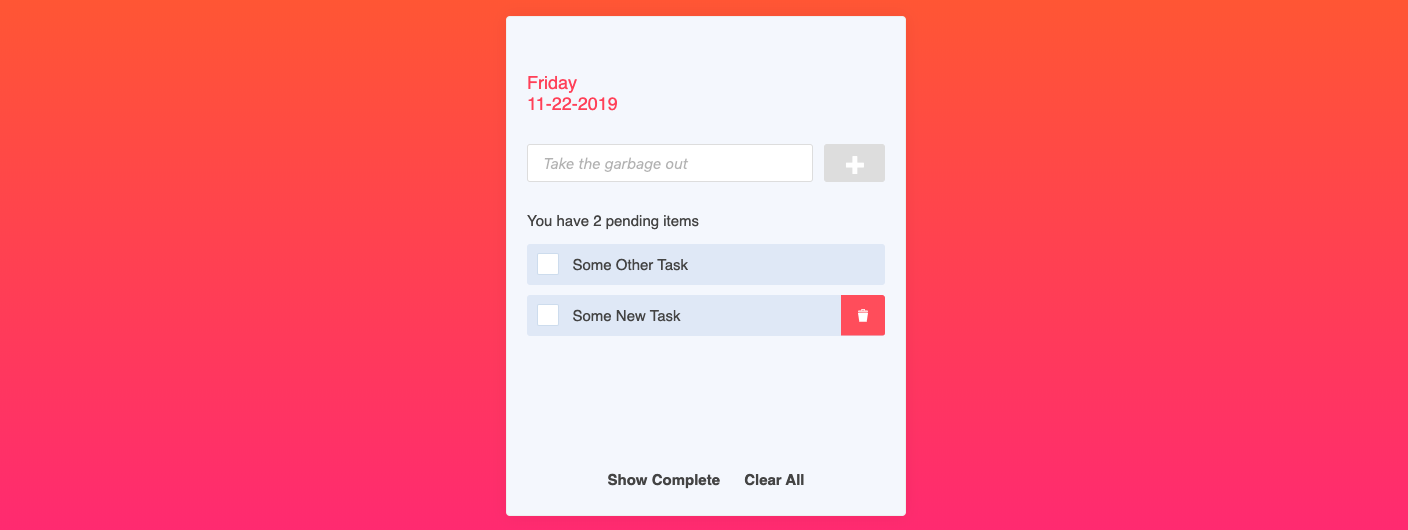 Friday
11-22-2019
Take the garbage out
You have 2 pending items
Some Other Task
Some New Task
Show Complete Clear All